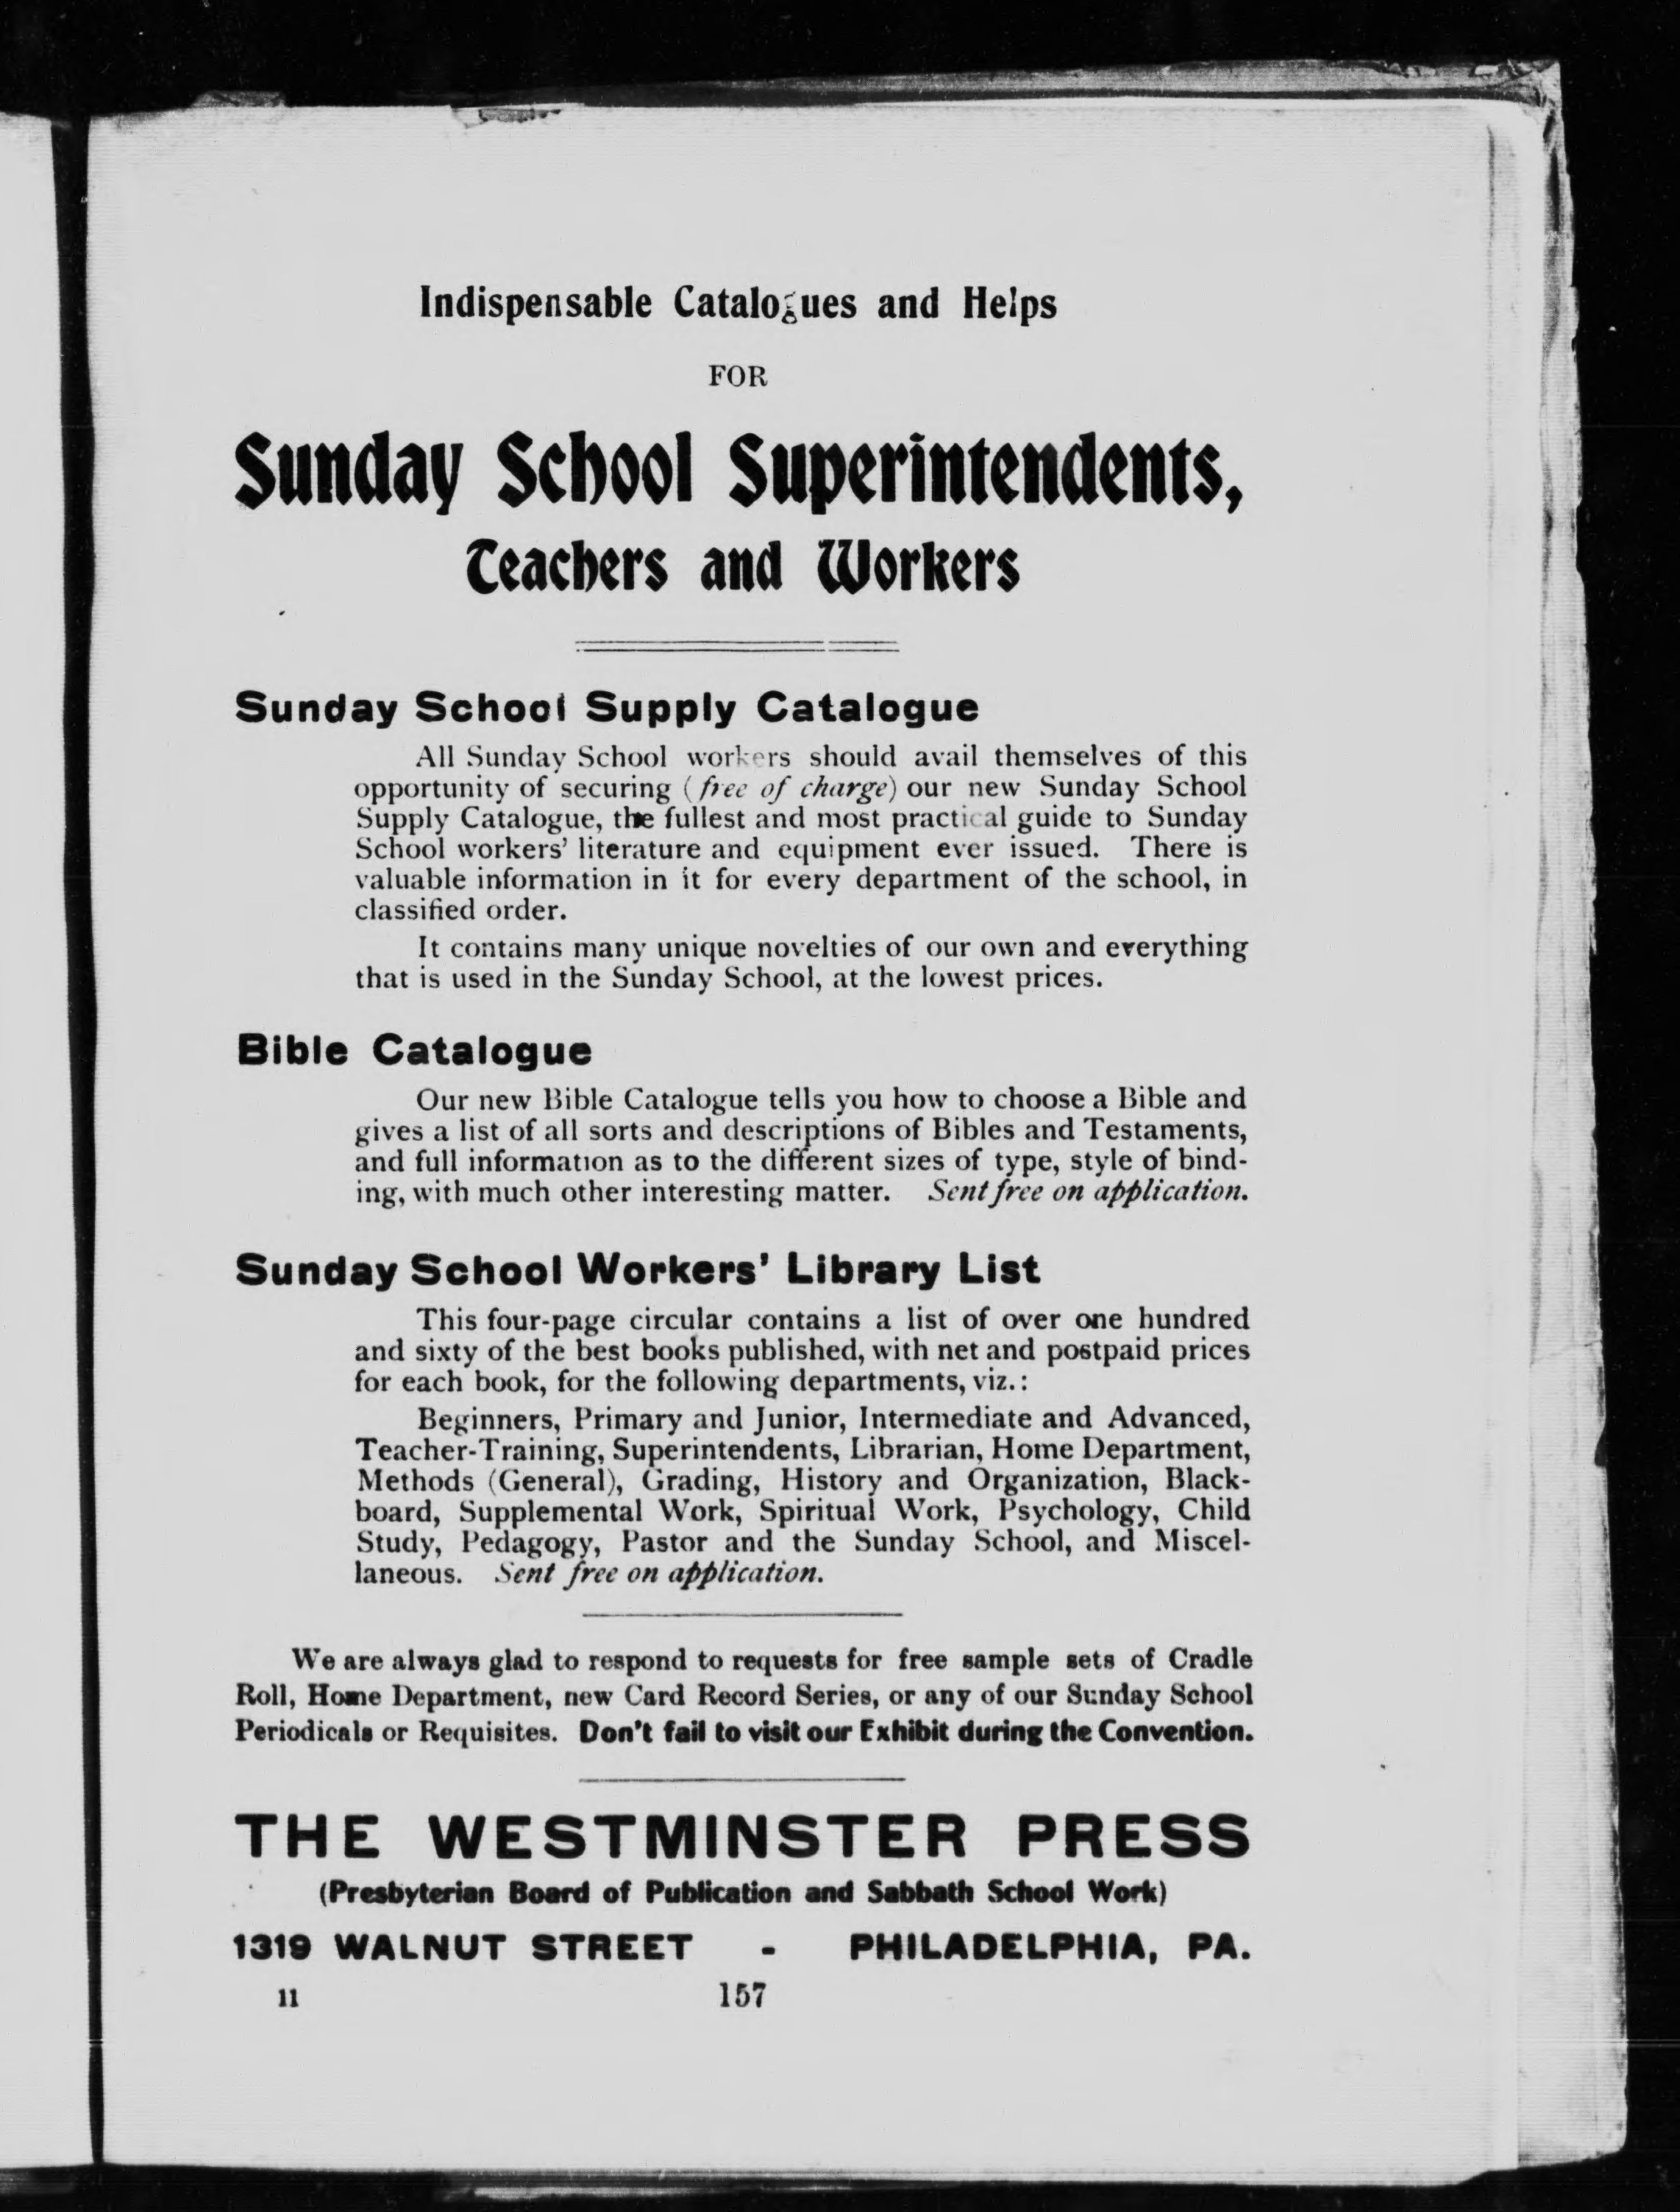 Indispensable Catalogues and Helps
FOR
Sunday School Superintendents,
Teachers and Workers
Sunday School Supply Catalogue
All Sunday School workers should avail themselves of this
opportunity of securing (free of charge) our new Sunday School
Supply Catalogue, the fullest and most practical guide to Sunday
School workers' literature and equipment ever issued. There is
valuable information in it for every department of the school, in
classified order.
It contains many unique novelties of our own and everything
that is used in the Sunday School, at the lowest prices.
Bible Catalogue
Our new Bible Catalogue tells you how to choose a Bible and
gives a list of all sorts and descriptions of Bibles and Testaments,
and full information as to the different sizes of type, style of bind-
ing, with much other interesting matter. Sent free on application.
Sunday School Workers' Library List
This four-page circular contains a list of over one hundred
and sixty of the best books published, with net and postpaid prices
for each book, for the following departments, viz.:
Beginners, Primary and Junior, Intermediate and Advanced,
Teacher-Training, Superintendents, Librarian, Home Department,
Methods (General), Grading, History and Organization, Black-
board, Supplemental Work, Spiritual Work, Psychology, Child
Study, Pedagogy, Pastor and the Sunday School, and Miscel-
laneous. Sent free on application.
We are always glad to respond to requests for free sample sets of Cradle
Roll, Home Department, new Card Record Series, or any of our Sunday School
Periodicals or Requisites. Don't fail to visit our Exhibit during the Convention.
THE WESTMINSTER PRESS
(Presbyterian Board of Publication and Sabbath School Work)
1319 WALNUT STREET - PHILADELPHIA, PA.
11 157